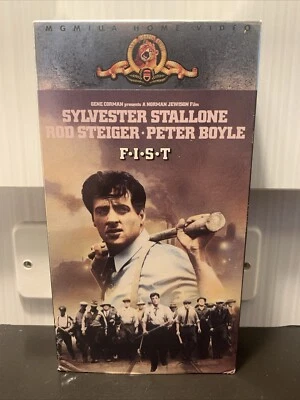 MGM/UA HOME VIDEO
GENE CORMAN presents A NORMAN JEWISON Film
SYLVESTER STALLONE
ROD STEIGER • PETER BOYLE
F•I•S•T